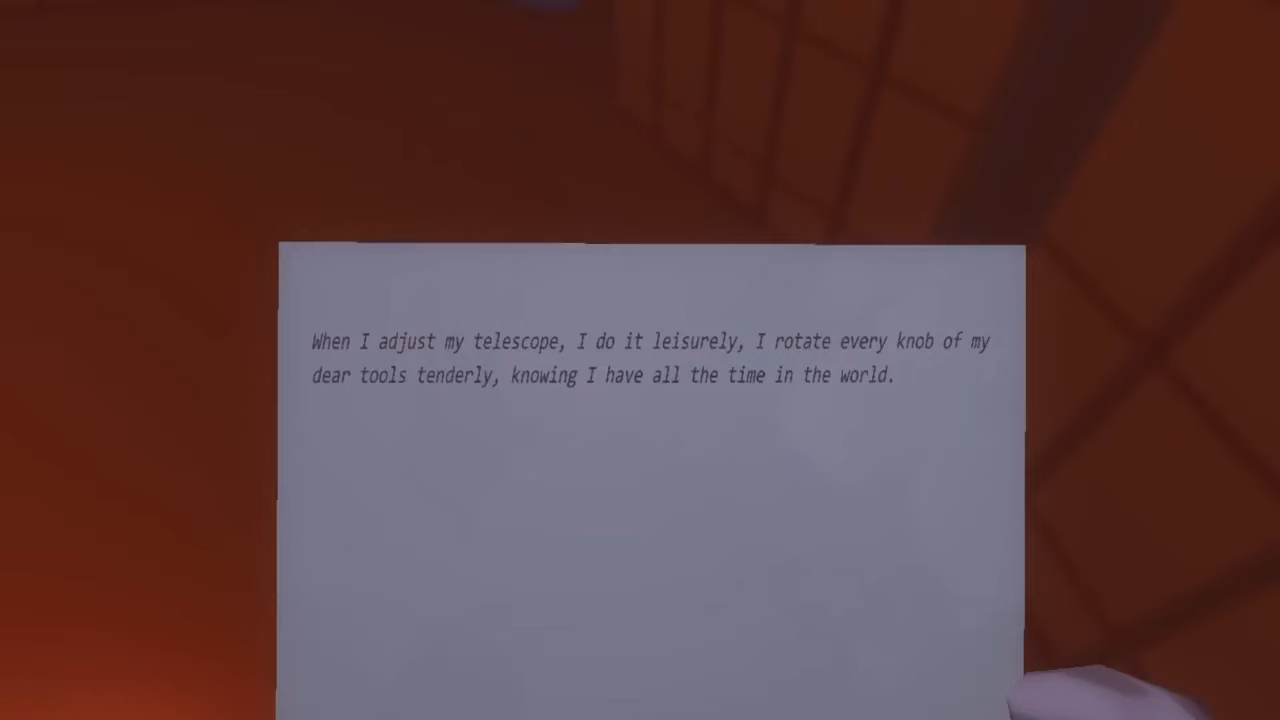 When I adjust my telescope, I do it leisurely, I rotate every knob of my
dear tools tenderly, knowing I have all the time in the world.